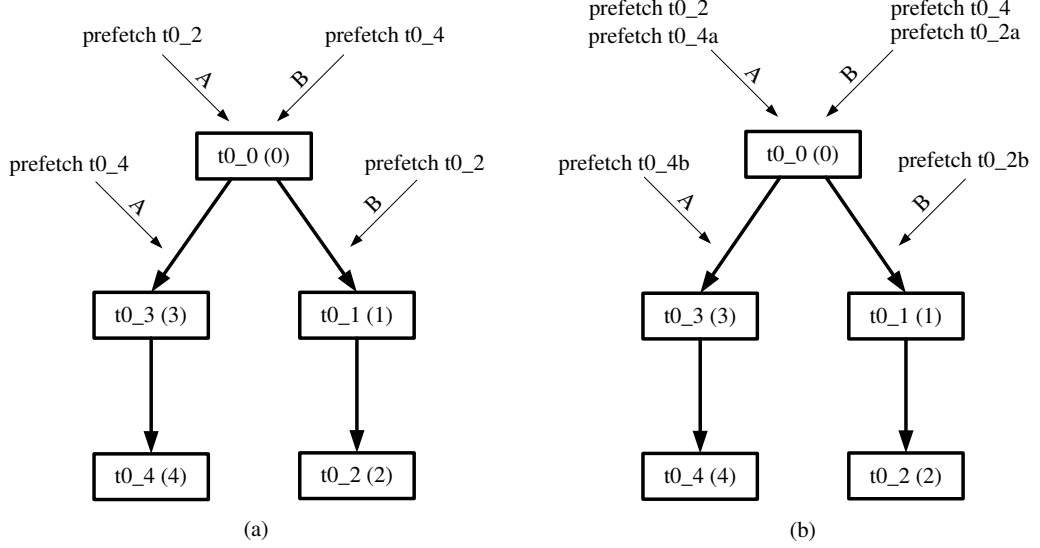 prefetch t0_2
prefetch t0_4
A
B
t0_0 (0)
prefetch t0_4
prefetch t0_2
A
B
t0_3 (3)
t0_1 (1)
t0_4 (4)
t0_2 (2)
(a)
prefetch t0_2
prefetch t0_4a
prefetch t0_4
prefetch t0_2a
A
B
t0_0 (0)
prefetch t0_4b
prefetch t0_2b
A
B
t0_3 (3)
t0_1 (1)
t0_4 (4)
t0_2 (2)
(b)